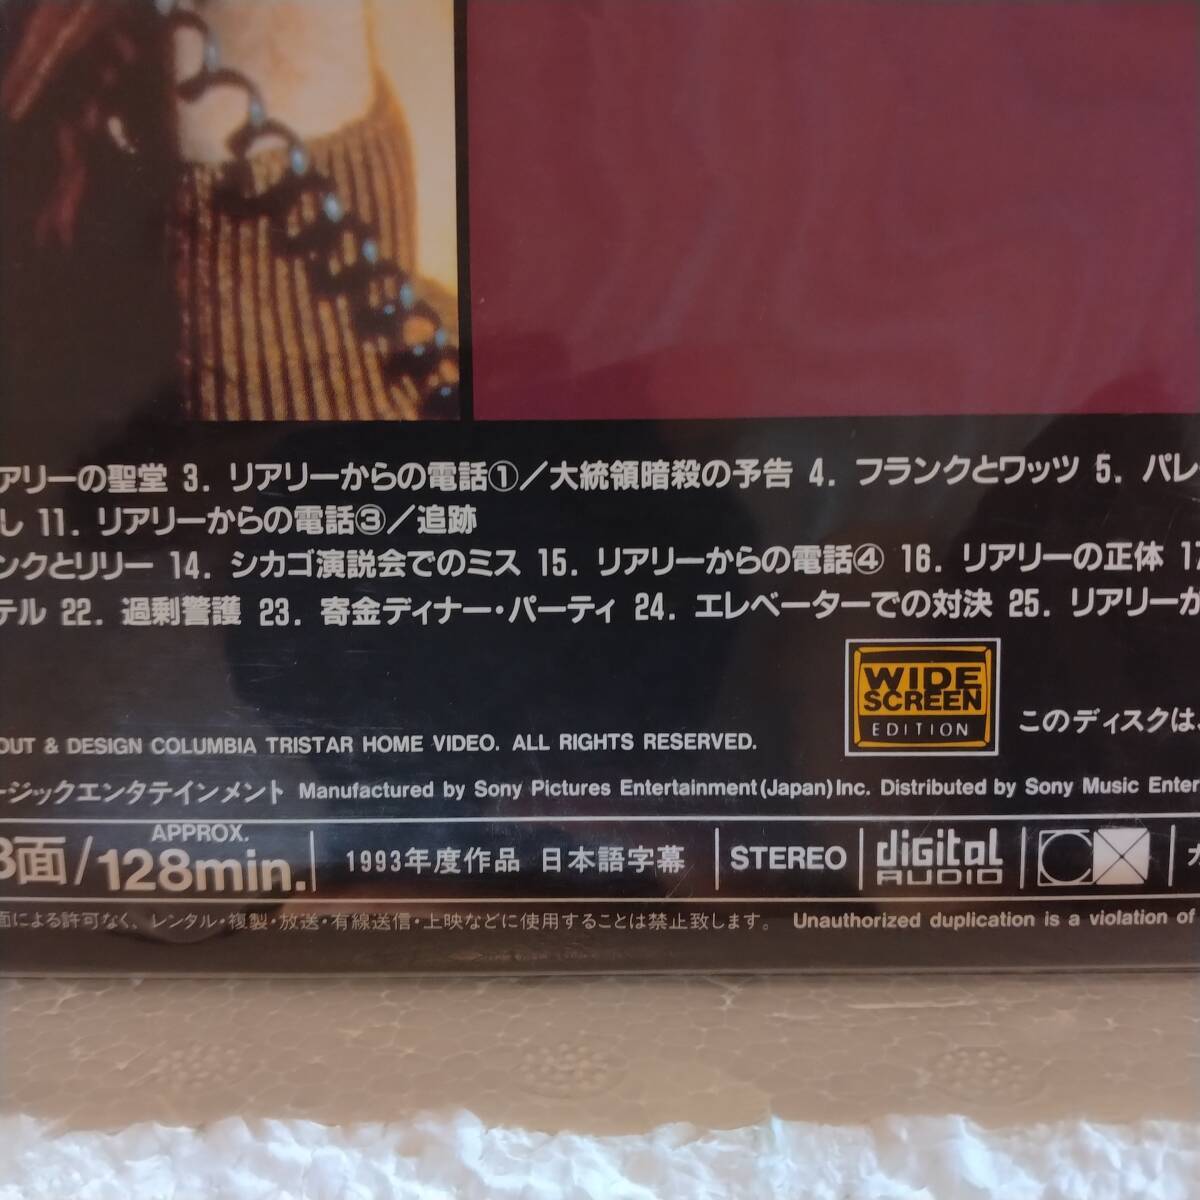 アリーの聖堂 3. リアリーからの電話①／大統領暗殺の予告 4. フランクとワッツ 5. パレ
し 11. リアリーからの電話③／追跡
ンクとリリー 14. シカゴ演説会でのミス 15. リアリーからの電話④ 16. リアリーの正体 17
テル 22. 過剰警護 23. 寄金ディナー・パーティ 24. エレベーターでの対決 25. リアリーか
WIDE
SCREEN
EDITION
このディスクは、
OUT & DESIGN COLUMBIA TRISTAR HOME VIDEO. ALL RIGHTS RESERVED.
ージックエンタテインメント Manufactured by Sony Pictures Entertainment(Japan)Inc. Distributed by Sony Music Enter
3面/APPROX. 128min. 1993年度作品 日本語字幕 STEREO digital AUDIO CX カ
面による許可なく、レンタル・複製・放送・有線送信・上映などに使用することは禁止致します。 Unauthorized duplication is a violation of